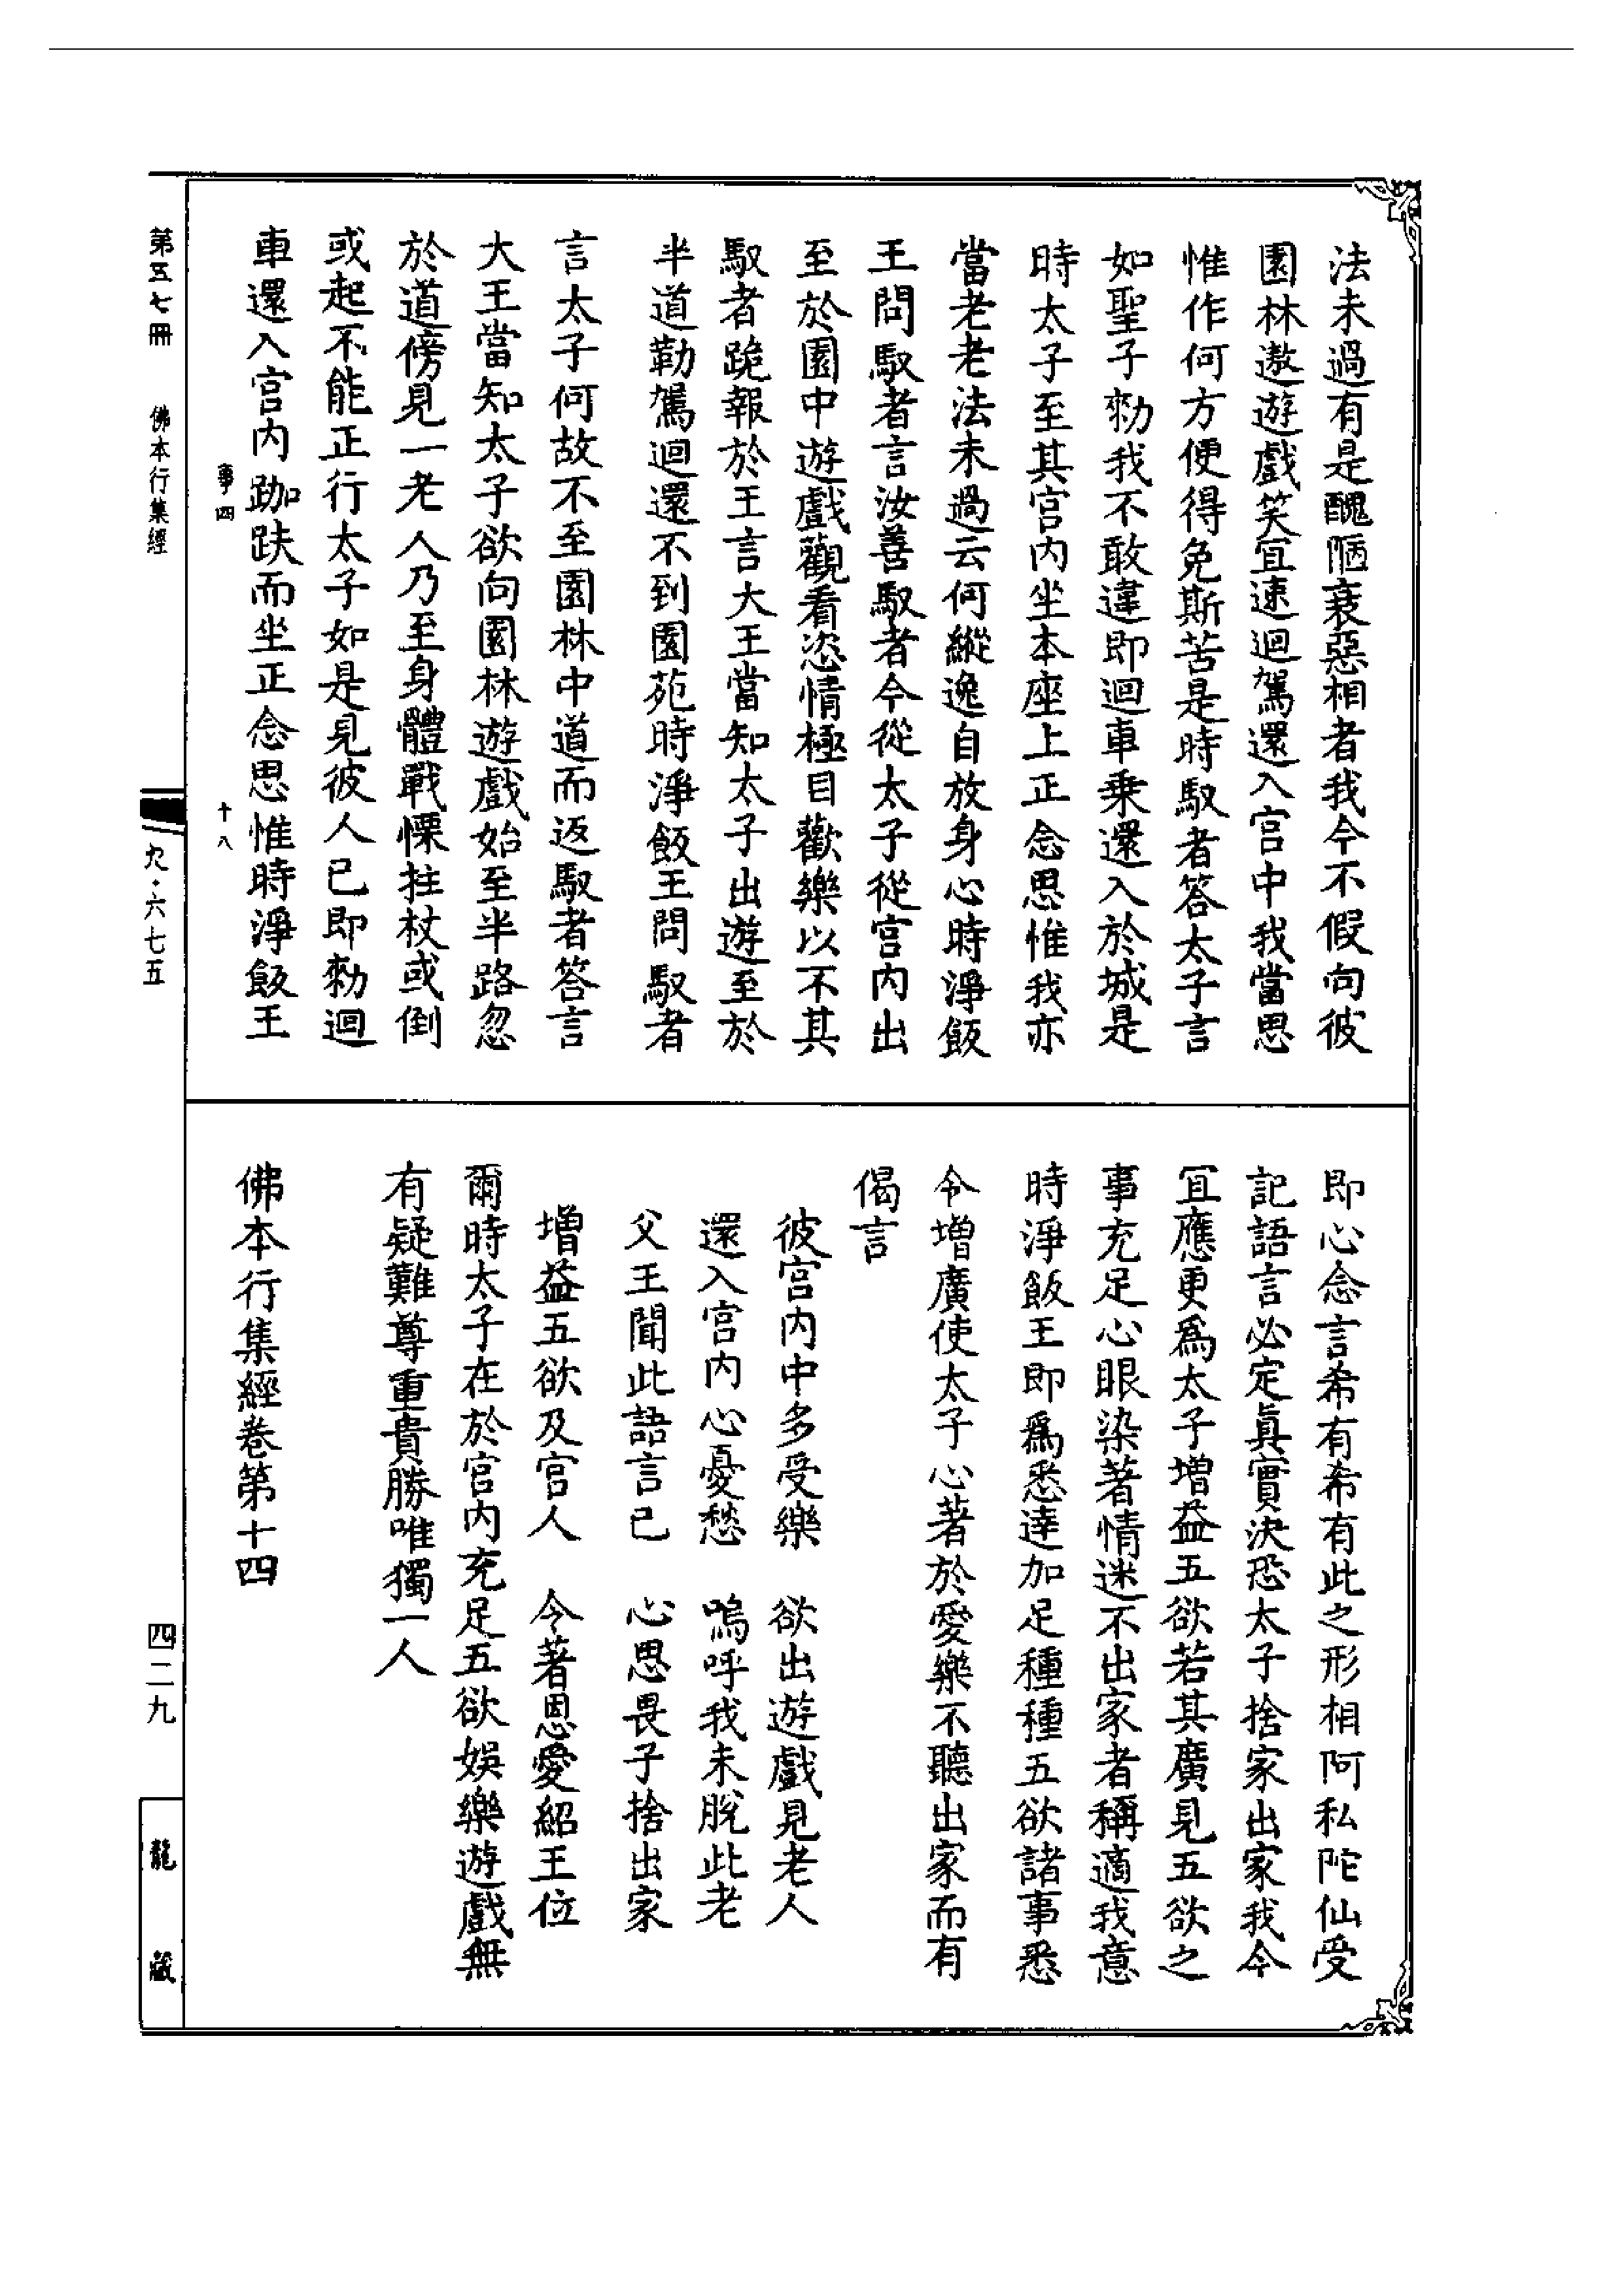 法未過有是醜陋衰惡相者我今不假向彼
園林遨遊戲笑宜速迴駕還入宮中我當思
惟作何方便得免斯苦是時馭者答太子言
如聖子勑我不敢違即迴車乗還入於城是
時太子至其宮内坐本座上正念思惟我亦
當老老法未過云何縱逸自放身心時淨飯
王問馭者言汝善馭者今從太子從宮内出
至於園中遊戲觀看恣情極目歡樂以不其
馭者跪報於王言大王當知太子出遊至於
半道勒駕迴還不到園苑時淨飯王問馭者
言太子何故不至園林中道而返馭者答言
大王當知太子欲向園林遊戲始至半路忽
於道傍見一老人乃至身體戰慄拄杖或倒
或起不能正行太子如是見彼人已即勑迴
車還入宮内跏趺而坐正念思惟時淨飯王
即心念言希有希有此之形相阿私陀仙受
記語言必定真實決恐太子捨家出家我今
宜應更為太子增益五欲若其廣見五欲之
事充足心眼染著情迷不出家者稱適我意
時淨飯王即為悉達加足種種五欲諸事悉
令增廣使太子心著於愛樂不聽出家而有
偈言
彼宮内中多受樂　欲出遊戲見老人
還入宮内心憂愁　嗚呼我未脫此老
父王聞此語言已　心思畏子捨出家
增益五欲及宮人　令著恩愛紹王位
爾時太子在於宮内充足五欲娛樂遊戲無
有疑難尊重貴勝唯獨一人
佛本行集經卷第十四
事四　十八
第五七冊　佛本行集經　九・六七五　四二九　龍藏